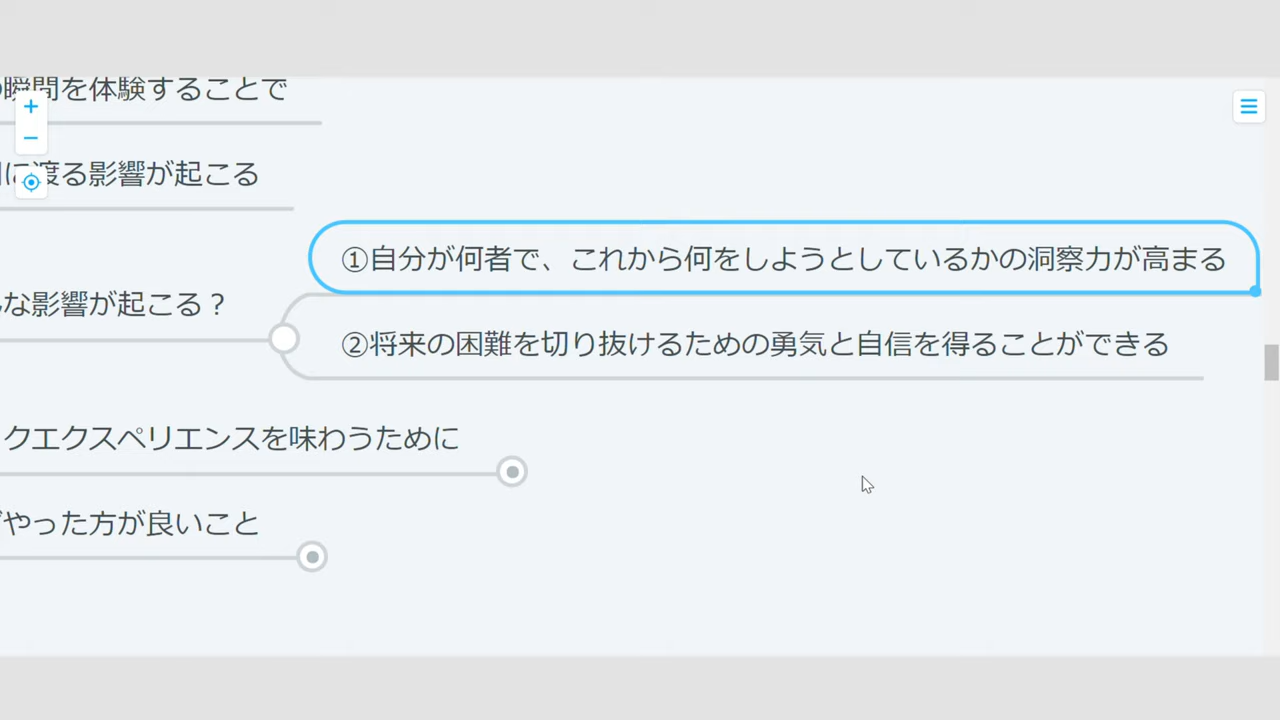 瞬間を体験することで
に渡る影響が起こる
①自分が何者で、これから何をしようとしているかの洞察力が高まる
な影響が起こる？
②将来の困難を切り抜けるための勇気と自信を得ることができる
クエクスペリエンスを味わうために
やった方が良いこと